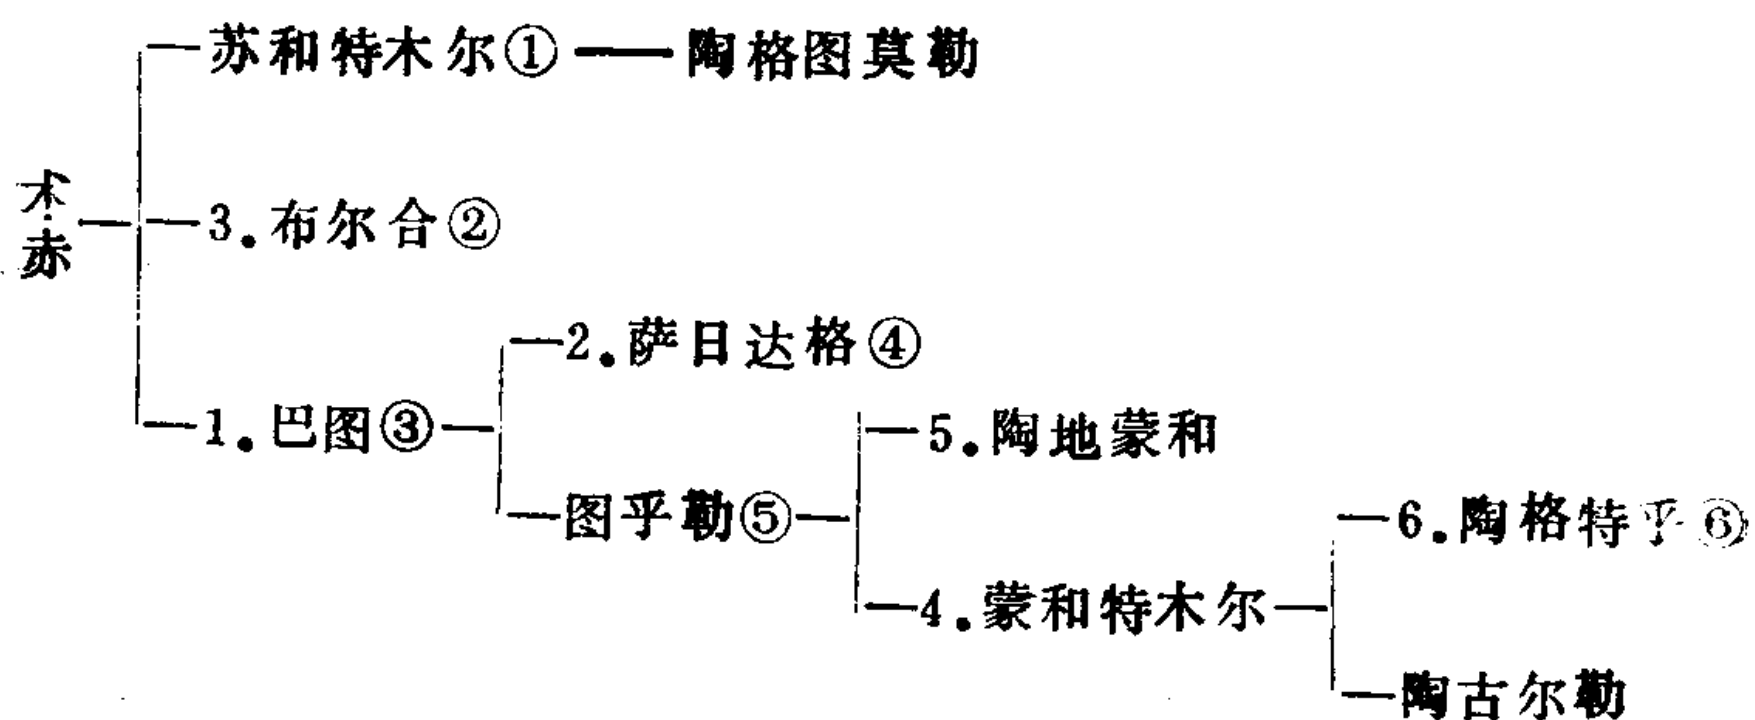 苏和特木尔① 陶格图莫勒
术赤
3.布尔合②
2.萨日达格④
1.巴图③
5.陶地蒙和
图乎勒⑤
6.陶格特乎⑥
4.蒙和特木尔
陶古尔勒